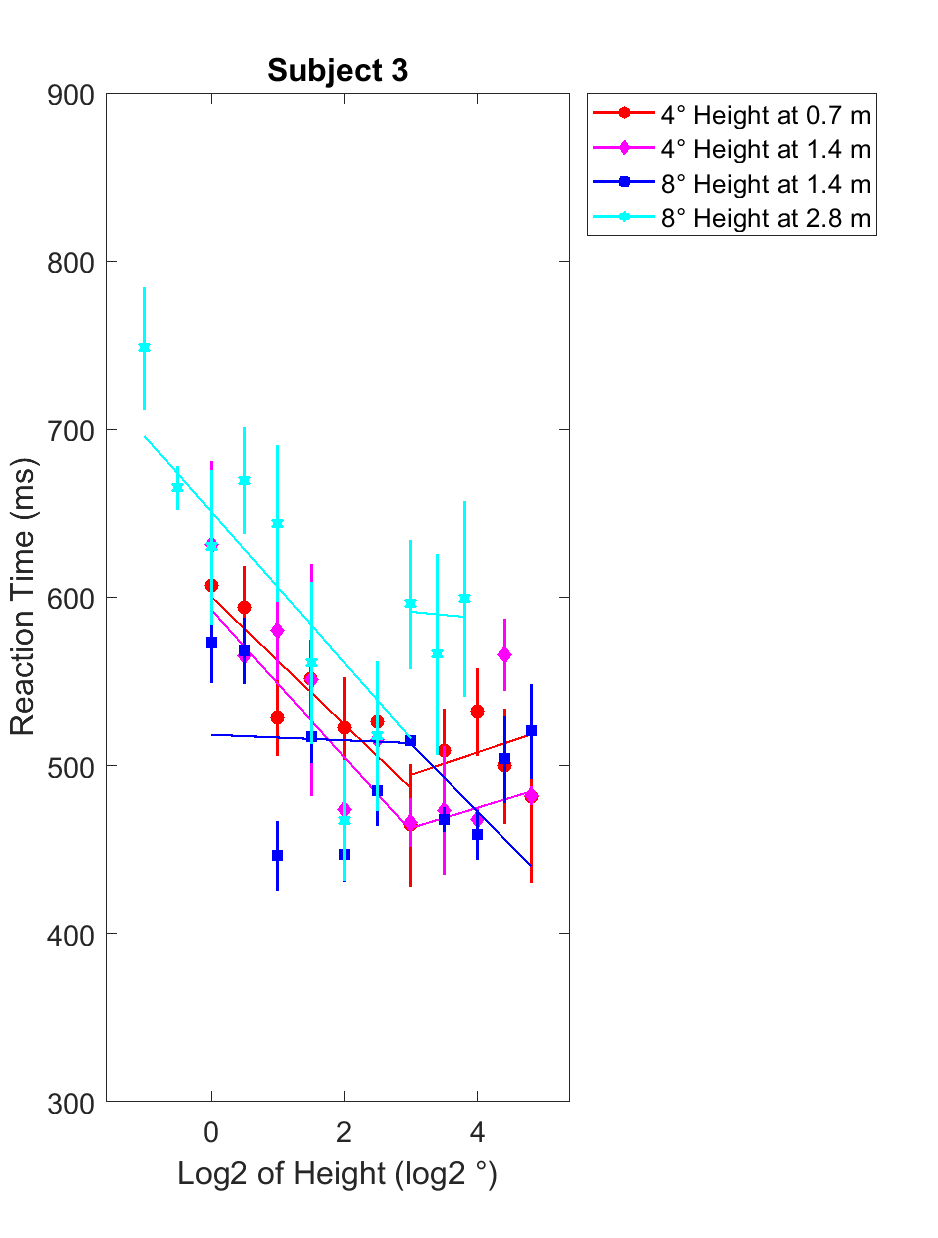 Subject 3
900
800
700
600
500
400
300
0
2
4
Reaction Time (ms)
Log2 of Height (log2 °)
4° Height at 0.7 m
4° Height at 1.4 m
8° Height at 1.4 m
8° Height at 2.8 m